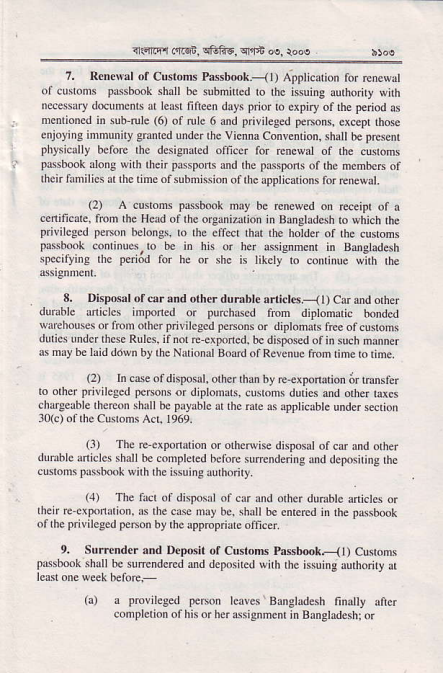 বাংলাদেশ গেজেট, অতিরিক্ত, আগস্ট ০৩, ২০০৩ ৯১০৩
7. Renewal of Customs Passbook.—(1) Application for renewal
of customs passbook shall be submitted to the issuing authority with
necessary documents at least fifteen days prior to expiry of the period as
mentioned in sub-rule (6) of rule 6 and privileged persons, except those
enjoying immunity granted under the Vienna Convention, shall be present
physically before the designated officer for renewal of the customs
passbook along with their passports and the passports of the members of
their families at the time of submission of the applications for renewal.
(2) A customs passbook may be renewed on receipt of a
certificate, from the Head of the organization in Bangladesh to which the
privileged person belongs, to the effect that the holder of the customs
passbook continues to be in his or her assignment in Bangladesh
specifying the period for he or she is likely to continue with the
assignment.
8. Disposal of car and other durable articles.—(1) Car and other
durable articles imported or purchased from diplomatic bonded
warehouses or from other privileged persons or diplomats free of customs
duties under these Rules, if not re-exported, be disposed of in such manner
as may be laid down by the National Board of Revenue from time to time.
(2) In case of disposal, other than by re-exportation or transfer
to other privileged persons or diplomats, customs duties and other taxes
chargeable thereon shall be payable at the rate as applicable under section
30(c) of the Customs Act, 1969.
(3) The re-exportation or otherwise disposal of car and other
durable articles shall be completed before surrendering and depositing the
customs passbook with the issuing authority.
(4) The fact of disposal of car and other durable articles or
their re-exportation, as the case may be, shall be entered in the passbook
of the privileged person by the appropriate officer.
9. Surrender and Deposit of Customs Passbook.—(1) Customs
passbook shall be surrendered and deposited with the issuing authority at
least one week before,—
(a) a provileged person leaves Bangladesh finally after
completion of his or her assignment in Bangladesh; or